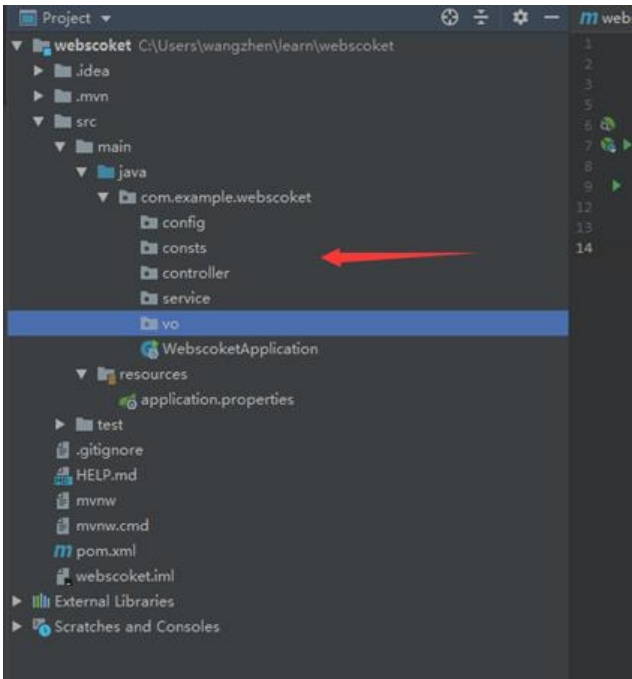 Project
webscoket C:\Users\wangzhen\learn\webscoket
.idea
.mvn
src
main
java
com.example.webscoket
config
consts
controller
service
vo
WebscoketApplication
resources
application.properties
test
.gitignore
HELP.md
mvnw
mvnw.cmd
pom.xml
webscoket.iml
External Libraries
Scratches and Consoles
m webs
1
2
3
5
6
7
8
9
12
13
14